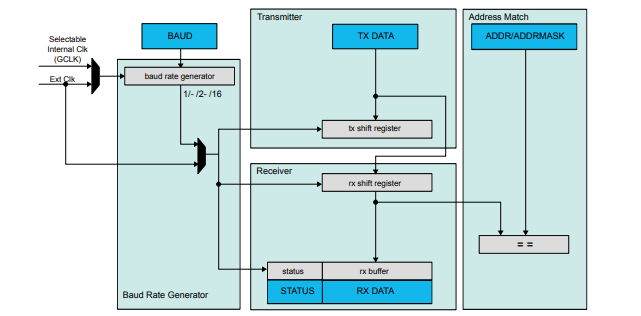 Transmitter
Address Match
Selectable
Internal Clk
(GCLK)
Ext Clk
BAUD
TX DATA
ADDR/ADDRMASK
baud rate generator
1/- /2- /16
tx shift register
Receiver
rx shift register
= =
status
rx buffer
STATUS
RX DATA
Baud Rate Generator